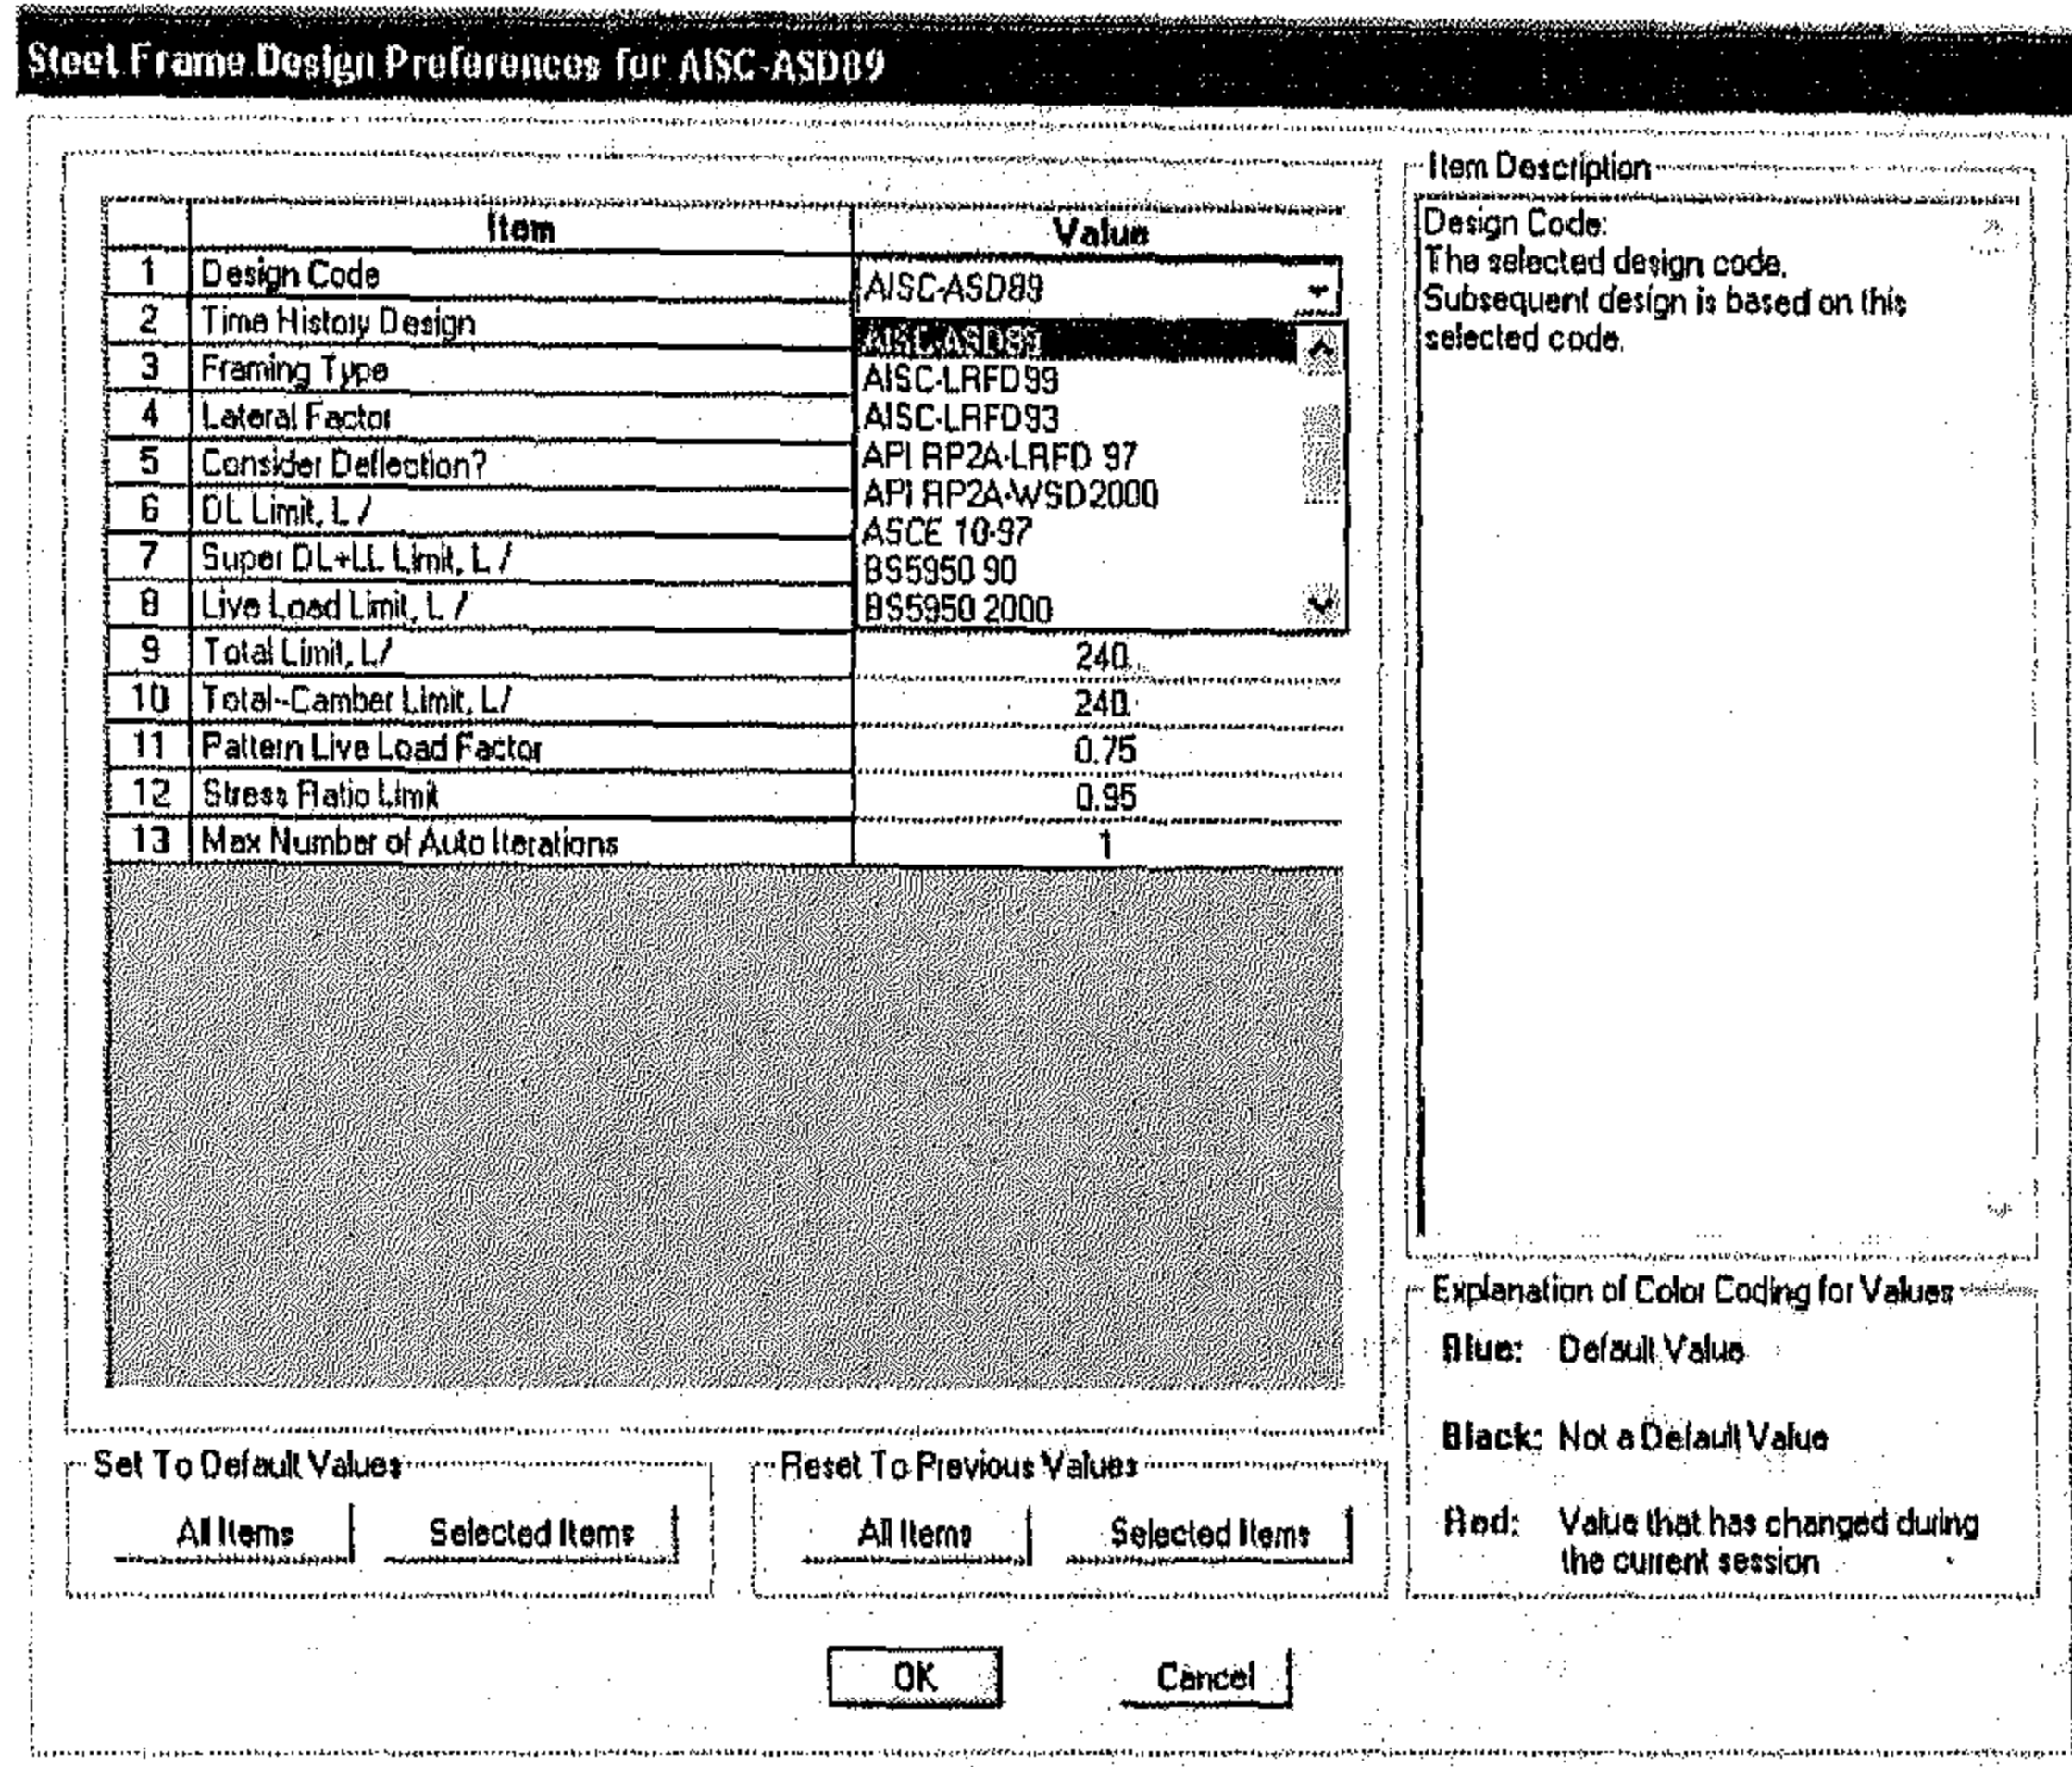 Steel Frame Design Preferences for AISC-ASD89
Item Value
1 Design Code AISC-ASD89
2 Time History Design
3 Framing Type
4 Lateral Factor
5 Consider Deflection?
6 DL Limit, L /
7 Super DL+LL Limit, L /
8 Live Load Limit, L /
9 Total Limit, L/ 240.
10 Total--Camber Limit, L/ 240.
11 Pattern Live Load Factor 0.75
12 Stress Ratio Limit 0.95
13 Max Number of Auto Iterations 1
AISC-ASD89
AISC-LRFD99
AISC-LRFD93
API RP2A-LRFD 97
API RP2A-WSD2000
ASCE 10-97
BS5950 90
BS5950 2000
Item Description
Design Code:
The selected design code.
Subsequent design is based on this
selected code.
Explanation of Color Coding for Values
Blue: Default Value
Black: Not a Default Value
Red: Value that has changed during
the current session
Set To Default Values
All Items Selected Items
Reset To Previous Values
All Items Selected Items
OK Cancel